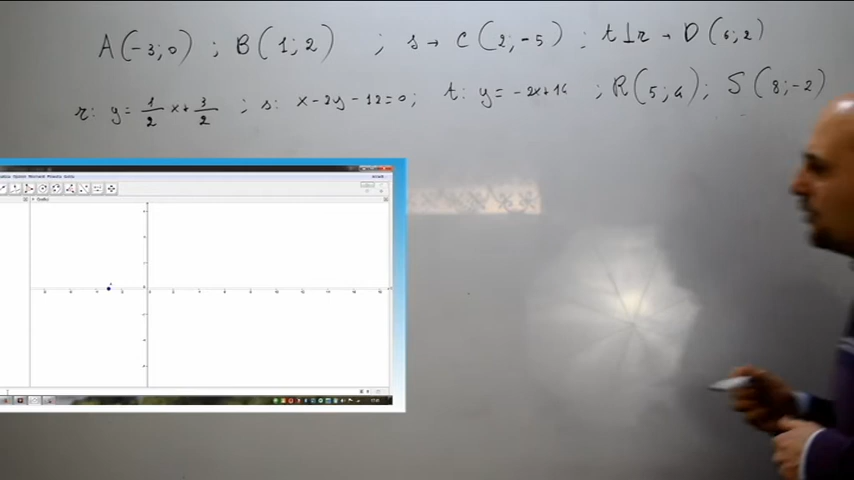 A(-3;0) ; B(1;2) ; s → C(2;-5) ; t⊥r → D(6;2)
r: y = 1/2 x + 3/2 ; s: x-2y-12=0 ; t: y = -2x+14 ; R(5;4) ; S(8;-2)